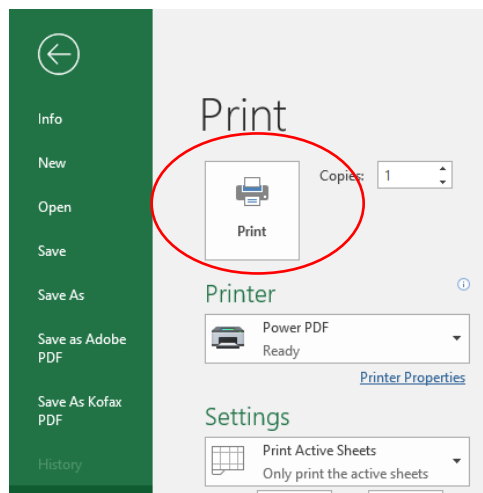 Info
New
Open
Save
Save As
Save as Adobe
PDF
Save As Kofax
PDF
History
Print
Copies: 1
Print
Printer
Power PDF
Ready
Printer Properties
Settings
Print Active Sheets
Only print the active sheets